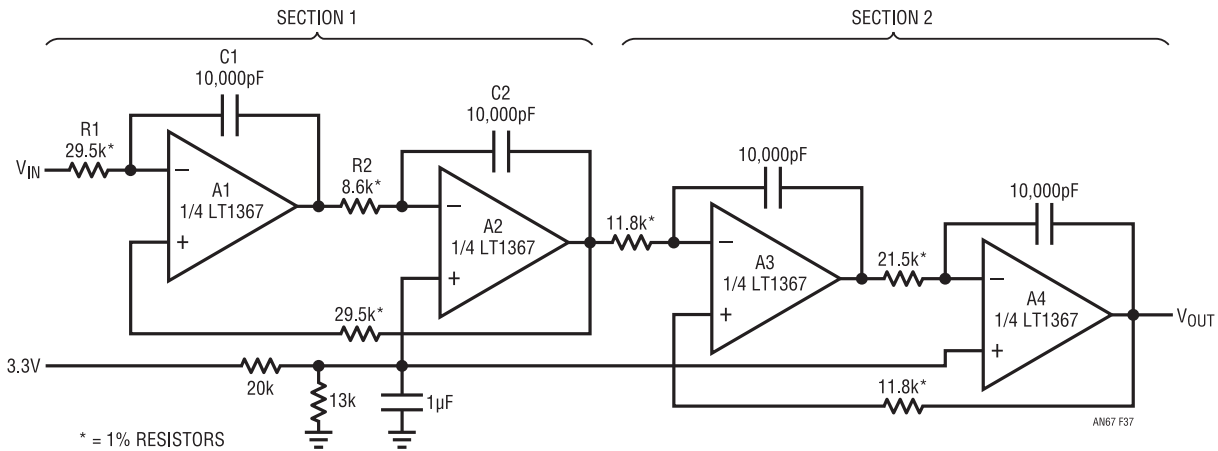 SECTION 1
SECTION 2
C1
10,000pF
C2
10,000pF
R1
29.5k*
VIN
A1
1/4 LT1367
R2
8.6k*
A2
1/4 LT1367
29.5k*
11.8k*
10,000pF
A3
1/4 LT1367
21.5k*
10,000pF
A4
1/4 LT1367
VOUT
11.8k*
3.3V
20k
13k
1µF
* = 1% RESISTORS
AN67 F37
−
+
−
+
−
+
−
+